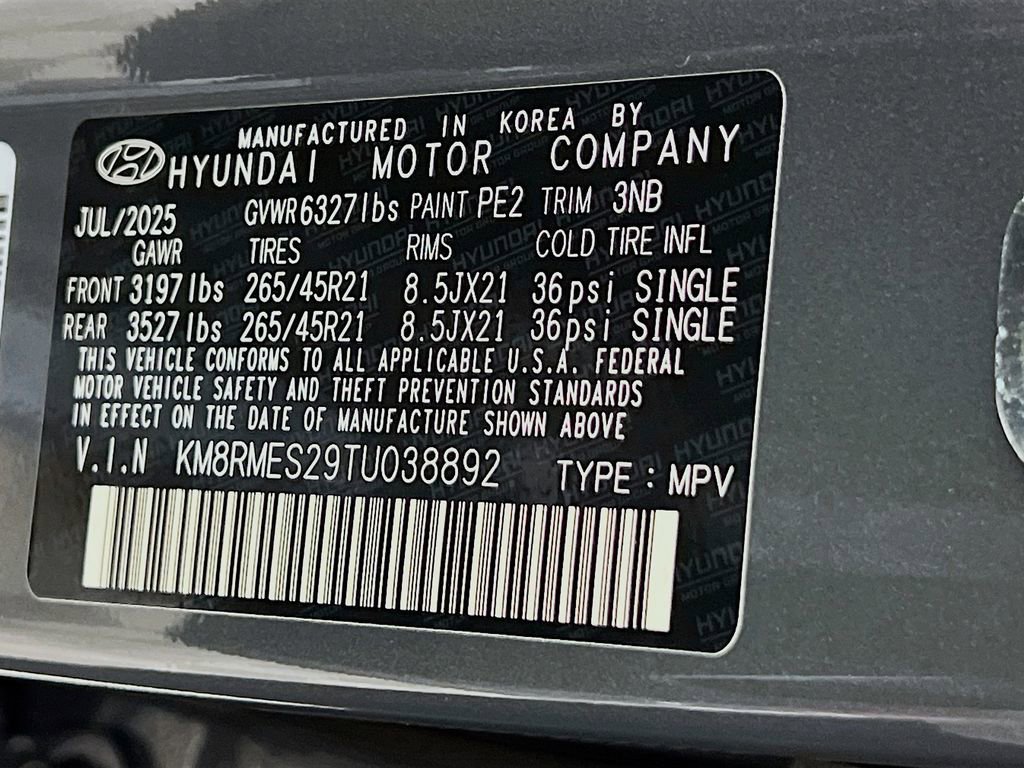 MANUFACTURED IN KOREA BY
HYUNDAI MOTOR COMPANY
JUL/2025 GVWR 6327lbs PAINT PE2 TRIM 3NB
GAWR TIRES RIMS COLD TIRE INFL
FRONT 3197lbs 265/45R21 8.5JX21 36psi SINGLE
REAR 3527lbs 265/45R21 8.5JX21 36psi SINGLE
THIS VEHICLE CONFORMS TO ALL APPLICABLE U.S.A. FEDERAL
MOTOR VEHICLE SAFETY AND THEFT PREVENTION STANDARDS
IN EFFECT ON THE DATE OF MANUFACTURE SHOWN ABOVE
V.I.N KM8RMES29TU038892 TYPE : MPV